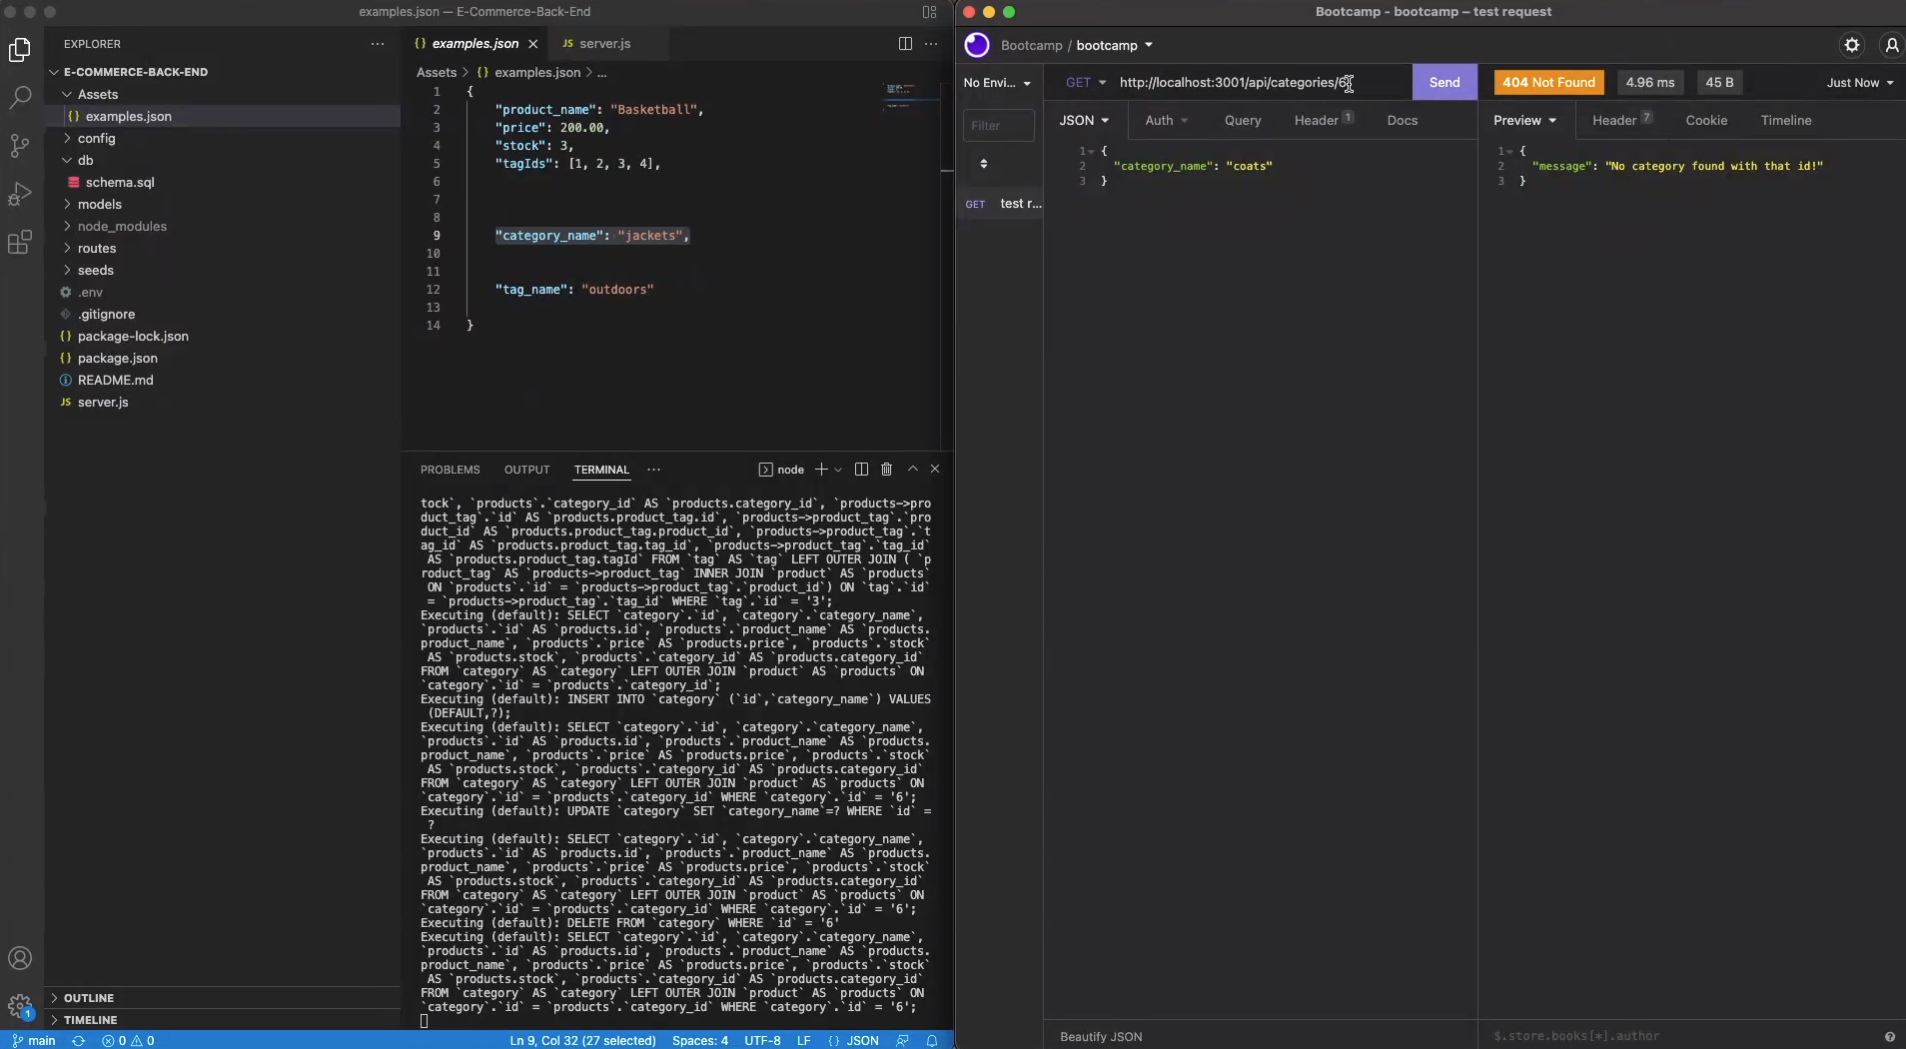 examples.json — E-Commerce-Back-End
EXPLORER
E-COMMERCE-BACK-END
Assets
{} examples.json
config
db
schema.sql
models
node_modules
routes
seeds
.env
.gitignore
{} package-lock.json
{} package.json
README.md
JS server.js
OUTLINE
TIMELINE
{} examples.json
JS server.js
Assets > {} examples.json > ...
1 {
2 "product_name": "Basketball",
3 "price": 200.00,
4 "stock": 3,
5 "tagIds": [1, 2, 3, 4],
6
7
8
9 "category_name": "jackets",
10
11
12 "tag_name": "outdoors"
13
14 }
PROBLEMS OUTPUT TERMINAL ... node
tock`, `products`.`category_id` AS `products.category_id`, `products->pro
duct_tag`.`id` AS `products.product_tag.id`, `products->product_tag`.`pro
duct_id` AS `products.product_tag.product_id`, `products->product_tag`.`t
ag_id` AS `products.product_tag.tag_id`, `products->product_tag`.`tag_id`
AS `products.product_tag.tagId` FROM `tag` AS `tag` LEFT OUTER JOIN ( `p
roduct_tag` AS `products->product_tag` INNER JOIN `product` AS `products`
ON `products`.`id` = `products->product_tag`.`product_id`) ON `tag`.`id`
= `products->product_tag`.`tag_id` WHERE `tag`.`id` = '3';
Executing (default): SELECT `category`.`id`, `category`.`category_name`,
`products`.`id` AS `products.id`, `products`.`product_name` AS `products.
product_name`, `products`.`price` AS `products.price`, `products`.`stock`
AS `products.stock`, `products`.`category_id` AS `products.category_id`
FROM `category` AS `category` LEFT OUTER JOIN `product` AS `products` ON
`category`.`id` = `products`.`category_id`;
Executing (default): INSERT INTO `category` (`id`,`category_name`) VALUES
(DEFAULT,?);
Executing (default): SELECT `category`.`id`, `category`.`category_name`,
`products`.`id` AS `products.id`, `products`.`product_name` AS `products.
product_name`, `products`.`price` AS `products.price`, `products`.`stock`
AS `products.stock`, `products`.`category_id` AS `products.category_id`
FROM `category` AS `category` LEFT OUTER JOIN `product` AS `products` ON
`category`.`id` = `products`.`category_id` WHERE `category`.`id` = '6';
Executing (default): UPDATE `category` SET `category_name`=? WHERE `id` =
?
Executing (default): SELECT `category`.`id`, `category`.`category_name`,
`products`.`id` AS `products.id`, `products`.`product_name` AS `products.
product_name`, `products`.`price` AS `products.price`, `products`.`stock`
AS `products.stock`, `products`.`category_id` AS `products.category_id`
FROM `category` AS `category` LEFT OUTER JOIN `product` AS `products` ON
`category`.`id` = `products`.`category_id` WHERE `category`.`id` = '6';
Executing (default): DELETE FROM `category` WHERE `id` = '6'
Executing (default): SELECT `category`.`id`, `category`.`category_name`,
`products`.`id` AS `products.id`, `products`.`product_name` AS `products.
product_name`, `products`.`price` AS `products.price`, `products`.`stock`
AS `products.stock`, `products`.`category_id` AS `products.category_id`
FROM `category` AS `category` LEFT OUTER JOIN `product` AS `products` ON
`category`.`id` = `products`.`category_id` WHERE `category`.`id` = '6';
1
main 0 0 Ln 9, Col 32 (27 selected) Spaces: 4 UTF-8 LF {} JSON
Bootcamp - bootcamp – test request
Bootcamp / bootcamp
No Envi...
Filter
GET test r...
GET http://localhost:3001/api/categories/6 Send
JSON Auth Query Header 1 Docs
1 {
2 "category_name": "coats"
3 }
Beautify JSON
404 Not Found 4.96 ms 45 B Just Now
Preview Header 7 Cookie Timeline
1 {
2 "message": "No category found with that id!"
3 }
$.store.books[*].author